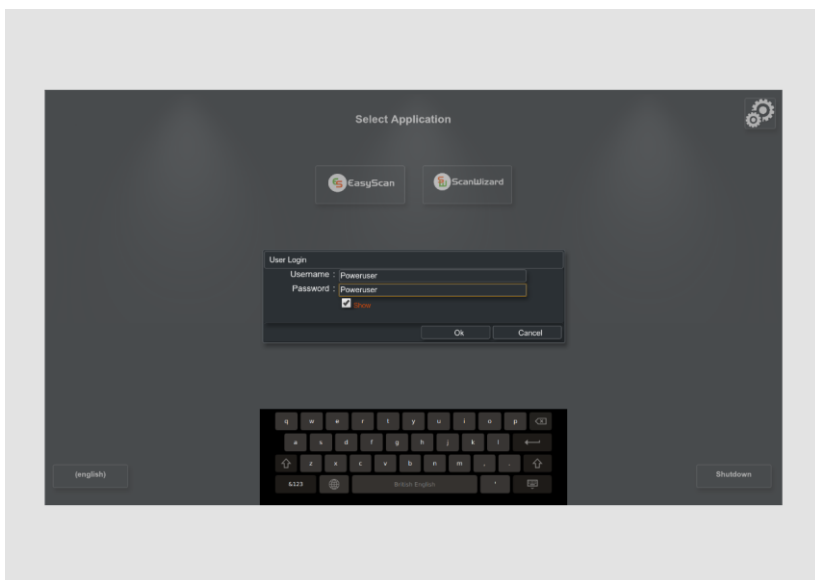 Select Application
EasyScan
ScanWizard
User Login
Username : Poweruser
Password : Poweruser
Show
Ok Cancel
q w e r t y u i o p
a s d f g h j k l
z x c v b n m , .
&123 British English '
(english)
Shutdown